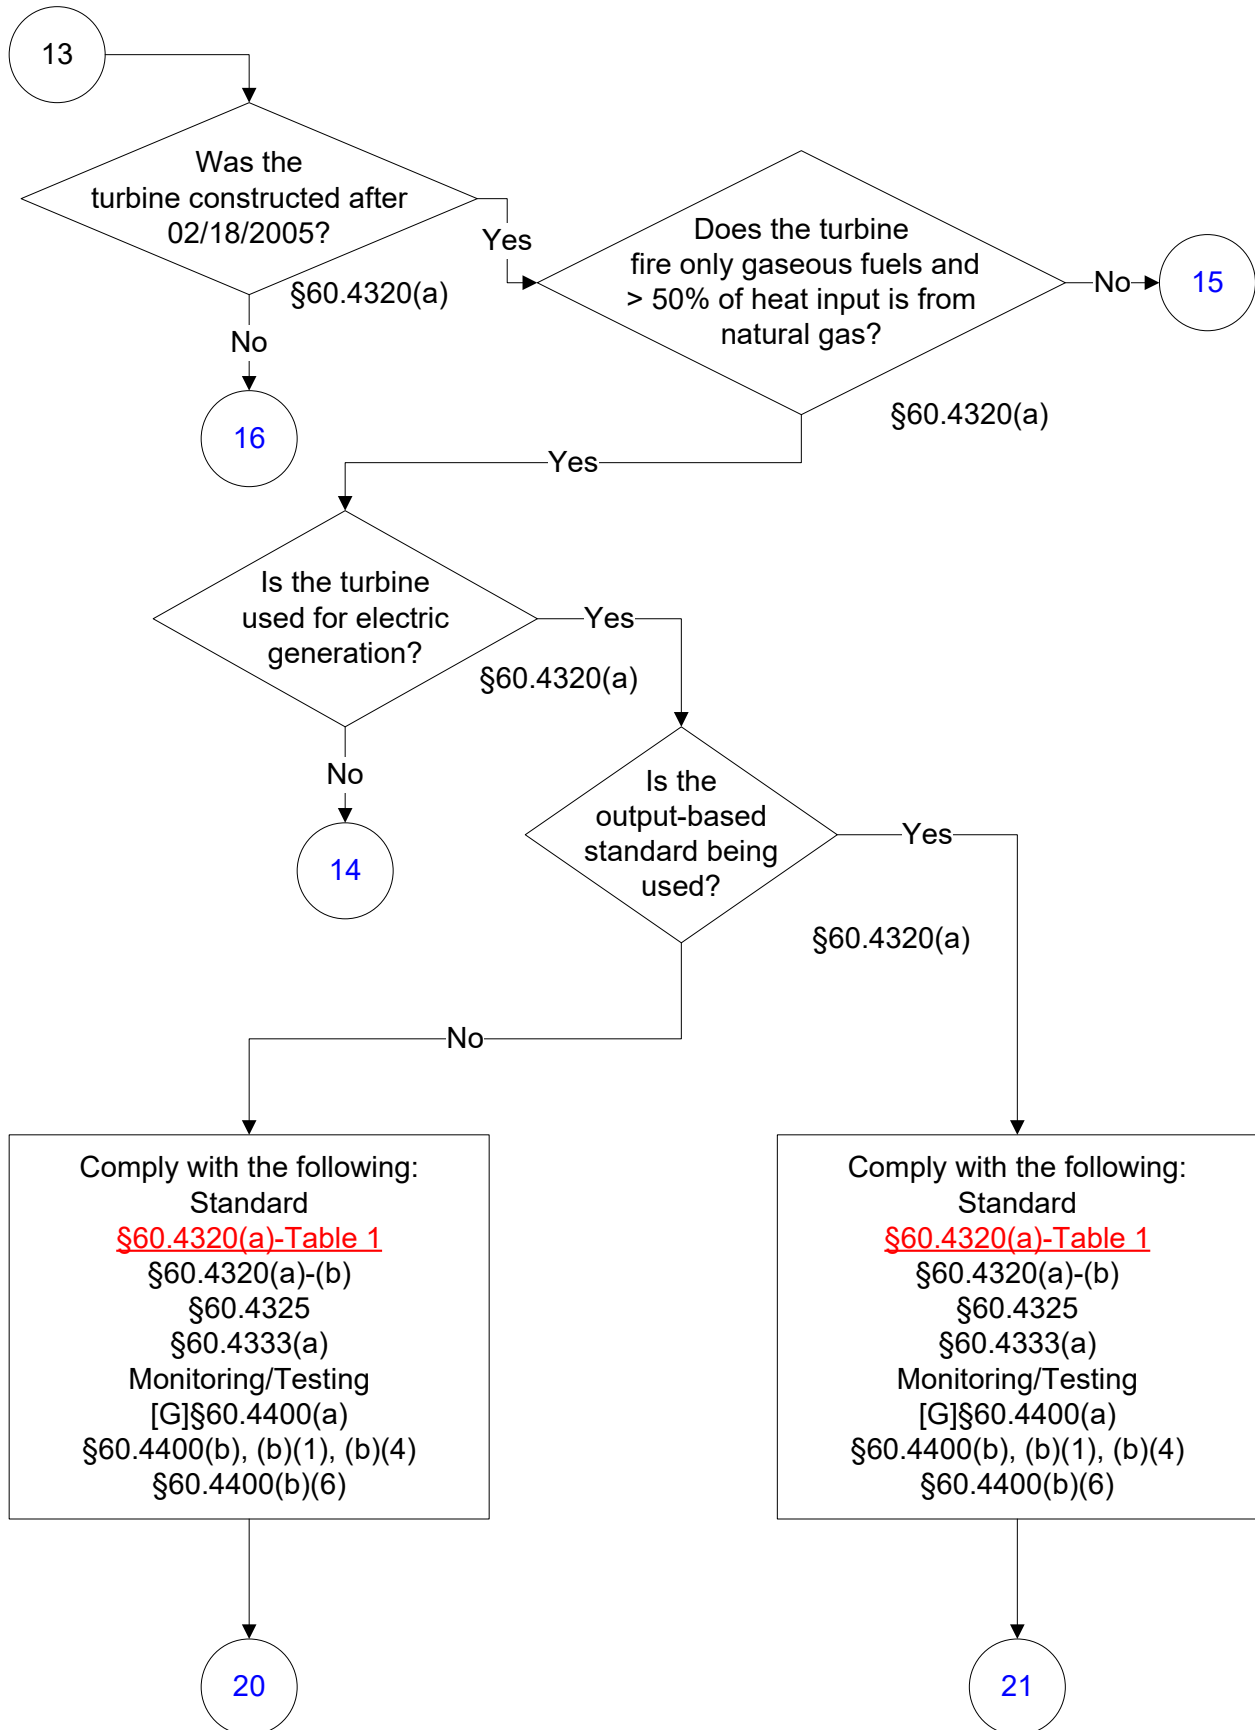 13
Was the
turbine constructed after
02/18/2005?
§60.4320(a)
Yes
No
16
Does the turbine
fire only gaseous fuels and
> 50% of heat input is from
natural gas?
§60.4320(a)
No
15
Yes
Is the turbine
used for electric
generation?
§60.4320(a)
Yes
No
14
Is the
output-based
standard being
used?
§60.4320(a)
Yes
No
Comply with the following:
Standard
§60.4320(a)-Table 1
§60.4320(a)-(b)
§60.4325
§60.4333(a)
Monitoring/Testing
[G]§60.4400(a)
§60.4400(b), (b)(1), (b)(4)
§60.4400(b)(6)
20
Comply with the following:
Standard
§60.4320(a)-Table 1
§60.4320(a)-(b)
§60.4325
§60.4333(a)
Monitoring/Testing
[G]§60.4400(a)
§60.4400(b), (b)(1), (b)(4)
§60.4400(b)(6)
21